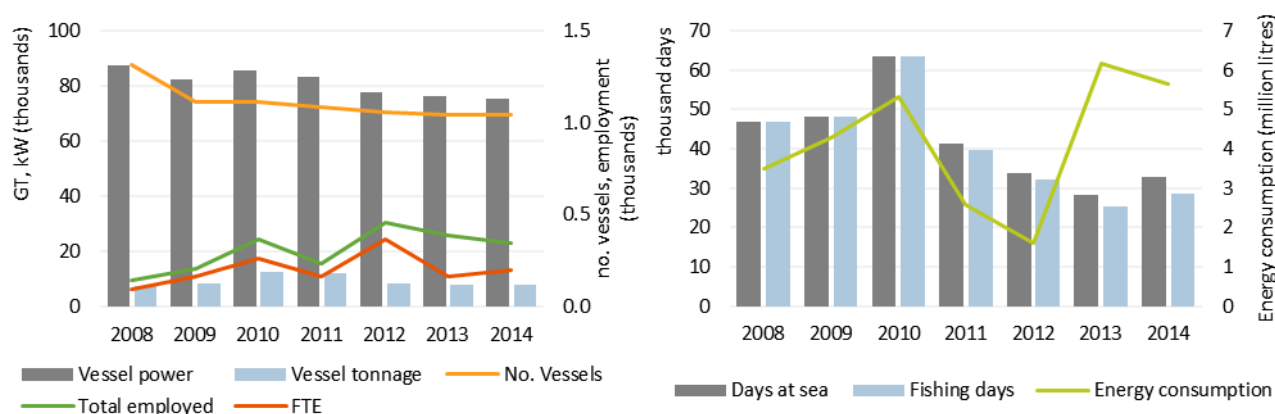 GT, kW (thousands)
100
80
60
40
20
0
1.5
1.0
0.5
0.0
no. vessels, employment
(thousands)
2008 2009 2010 2011 2012 2013 2014
Vessel power Vessel tonnage No. Vessels
Total employed FTE
thousand days
70
60
50
40
30
20
10
0
7
6
5
4
3
2
1
0
Energy consumption (million litres)
2008 2009 2010 2011 2012 2013 2014
Days at sea Fishing days Energy consumption